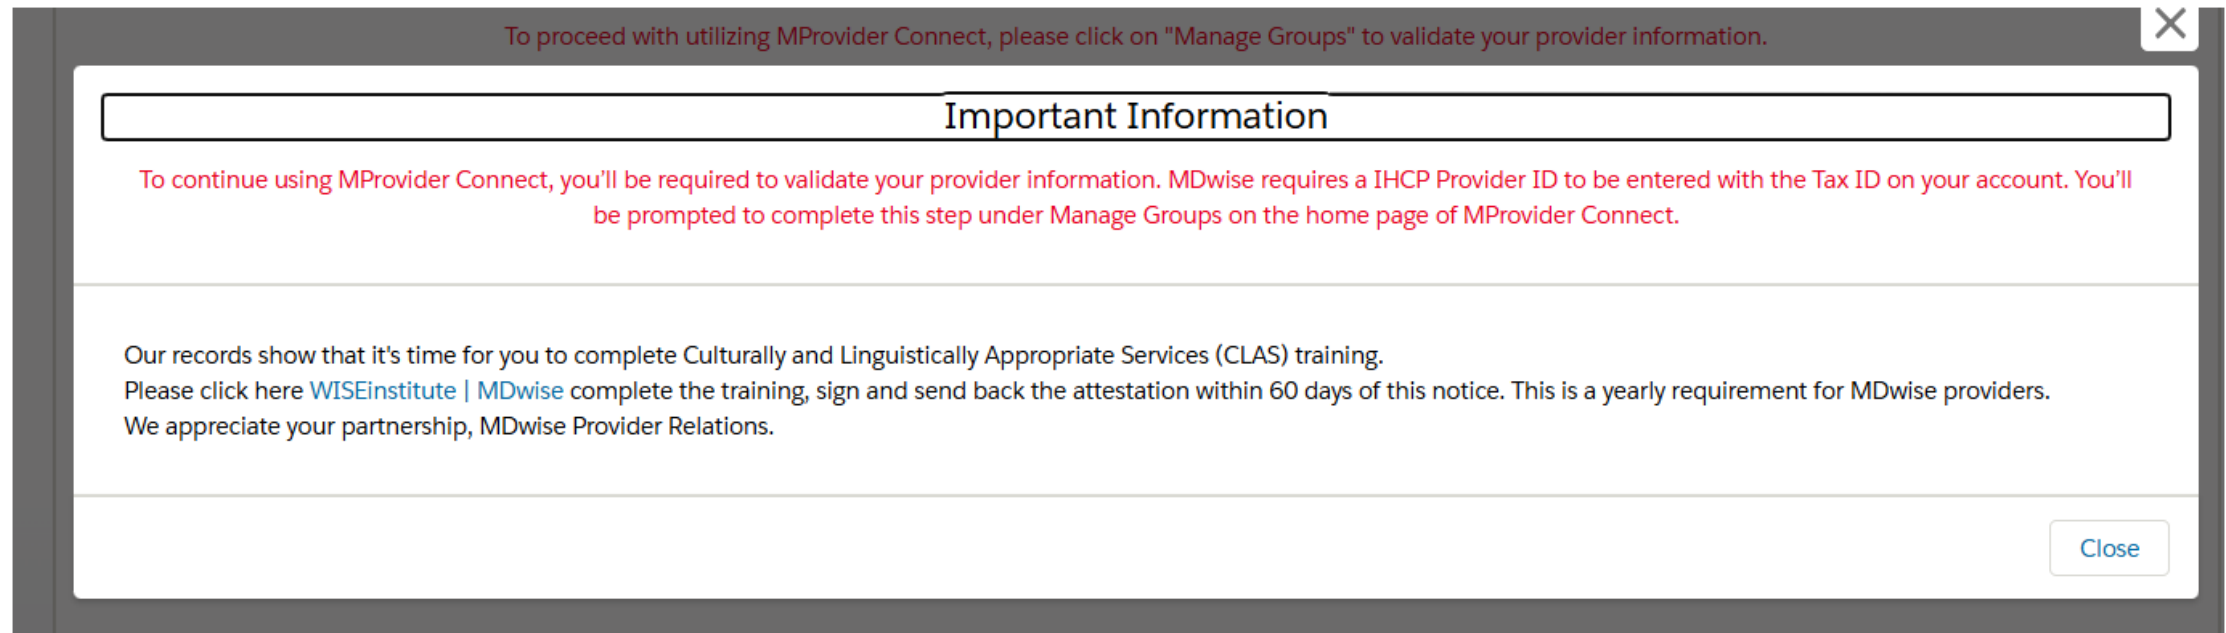 To proceed with utilizing MProvider Connect, please click on "Manage Groups" to validate your provider information.
Important Information
To continue using MProvider Connect, you'll be required to validate your provider information. MDwise requires a IHCP Provider ID to be entered with the Tax ID on your account. You'll
be prompted to complete this step under Manage Groups on the home page of MProvider Connect.
Our records show that it's time for you to complete Culturally and Linguistically Appropriate Services (CLAS) training.
Please click here WISEinstitute | MDwise complete the training, sign and send back the attestation within 60 days of this notice. This is a yearly requirement for MDwise providers.
We appreciate your partnership, MDwise Provider Relations.
Close